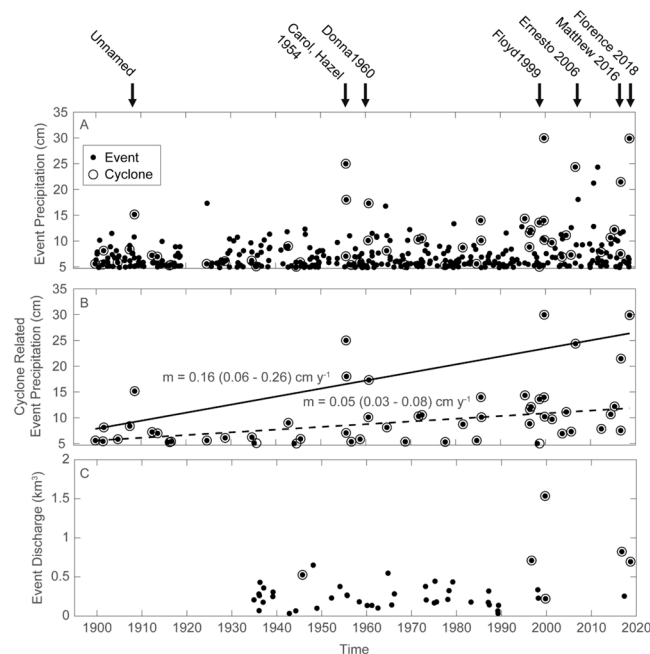 Unnamed
Carol, Hazel
1954
Donna1960
Floyd1999
Ernesto 2006
Matthew 2016
Florence 2018
A
Event
Cyclone
Event Precipitation (cm)
35
30
25
20
15
10
5
B
m = 0.16 (0.06 - 0.26) cm y⁻¹
m = 0.05 (0.03 - 0.08) cm y⁻¹
Cyclone Related
Event Precipitation (cm)
35
30
25
20
15
10
5
C
Event Discharge (km³)
2
1.5
1
0.5
0
1900 1910 1920 1930 1940 1950 1960 1970 1980 1990 2000 2010 2020
Time